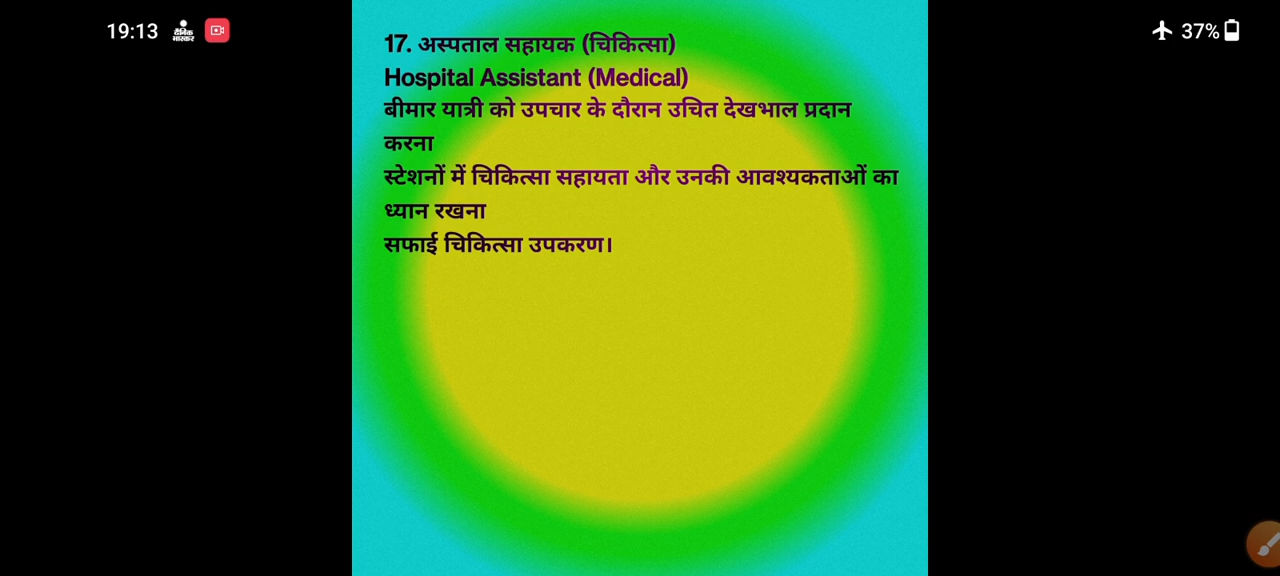 19:13
दैनिक
भास्कर
37%
17. अस्पताल सहायक (चिकित्सा)
Hospital Assistant (Medical)
बीमार यात्री को उपचार के दौरान उचित देखभाल प्रदान
करना
स्टेशनों में चिकित्सा सहायता और उनकी आवश्यकताओं का
ध्यान रखना
सफाई चिकित्सा उपकरण।